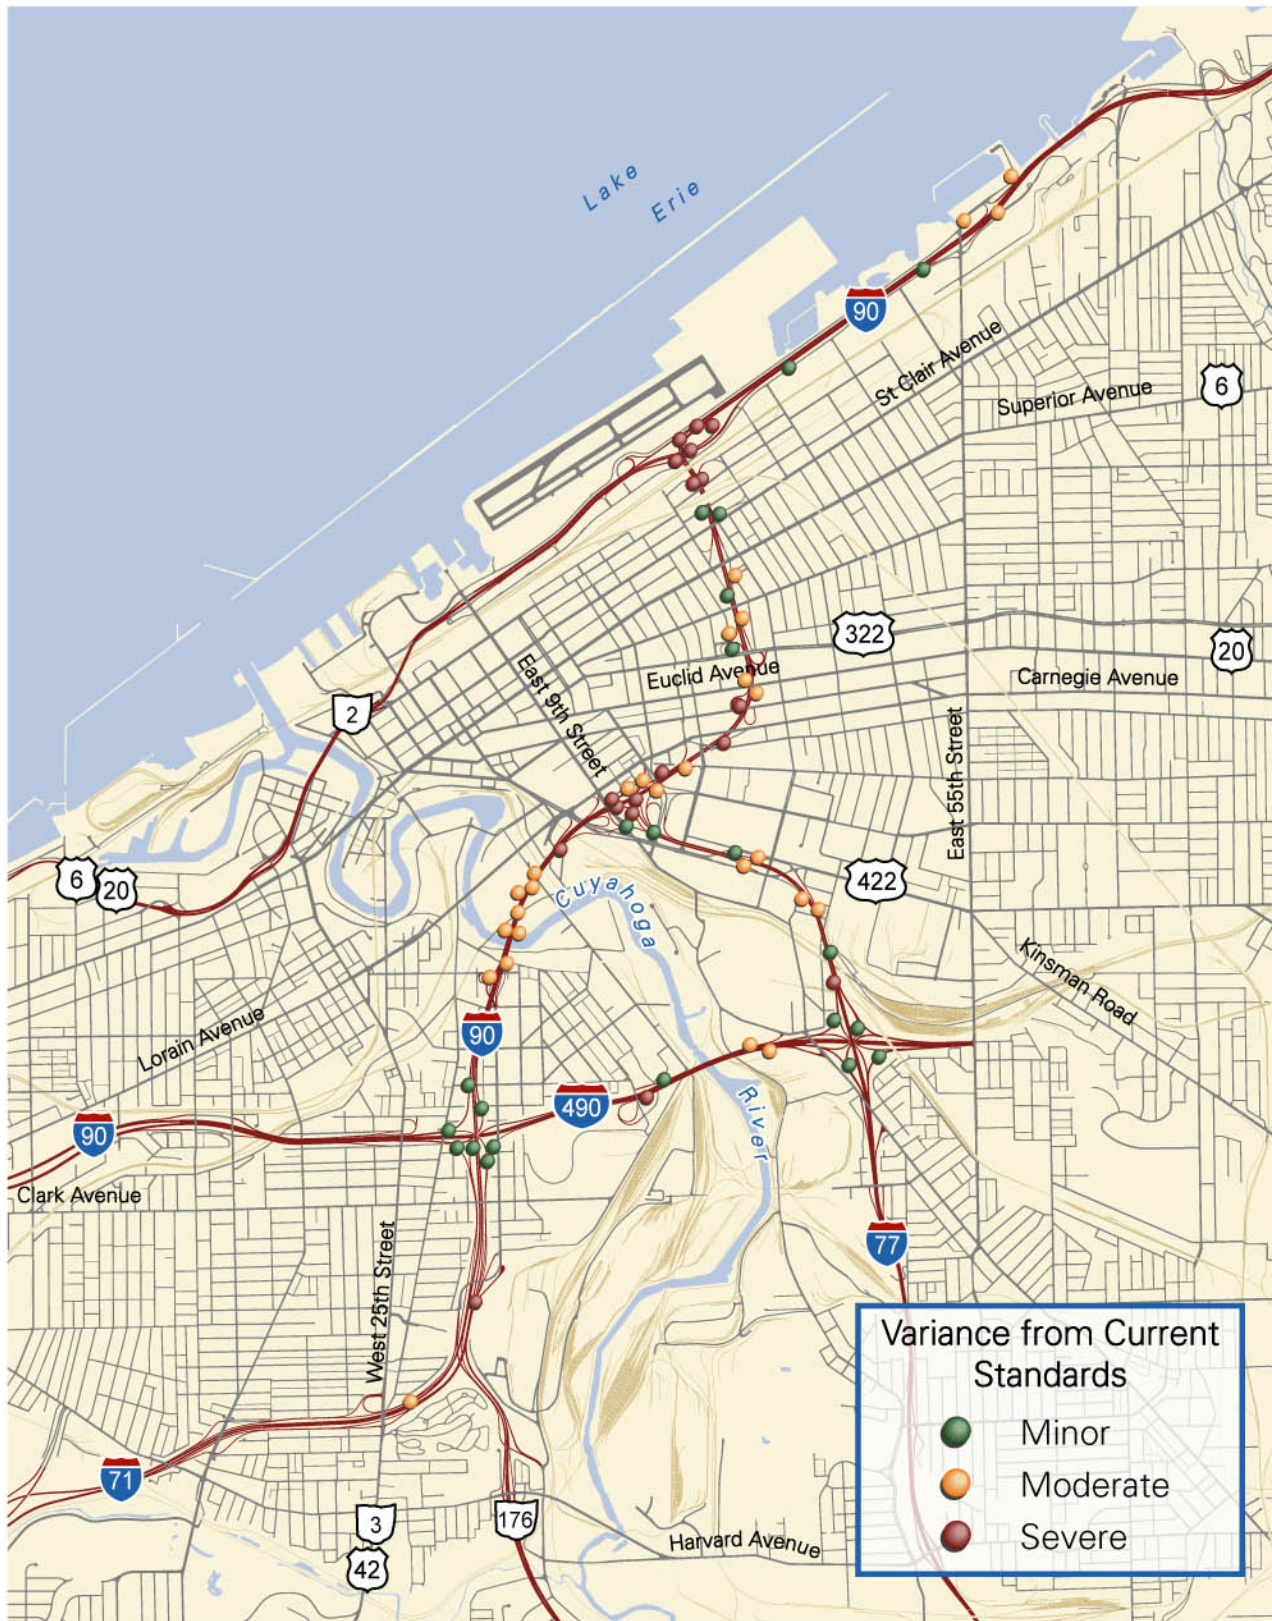 Lake
Erie
90
St Clair Avenue
Superior Avenue
6
322
20
Euclid Avenue
Carnegie Avenue
East 9th Street
2
East 55th Street
6
20
422
Cuyahoga
River
Kinsman Road
Lorain Avenue
90
490
90
Clark Avenue
West 25th Street
77
71
3
42
176
Harvard Avenue
Variance from Current
Standards
Minor
Moderate
Severe